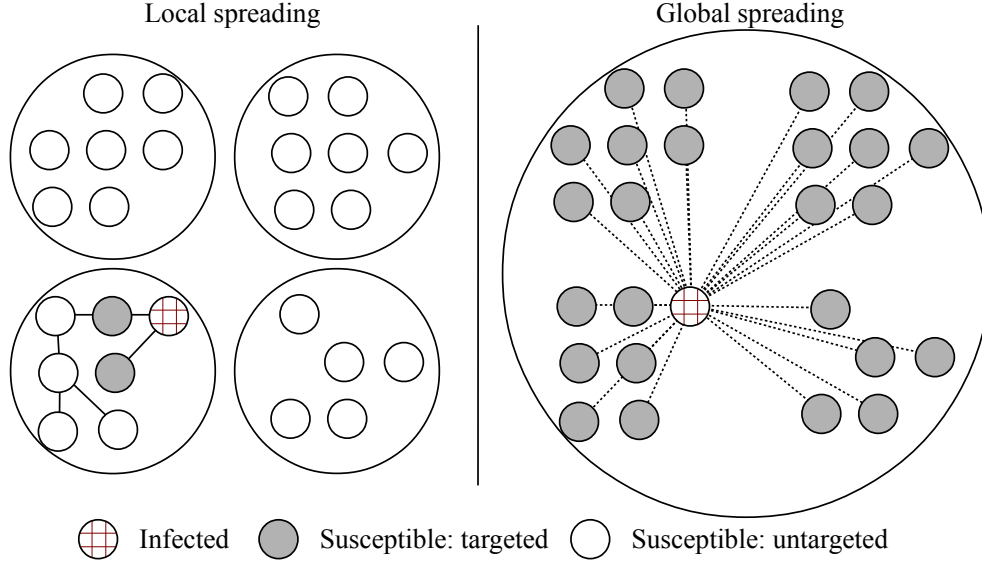 Local spreading
Global spreading
Infected
Susceptible: targeted
Susceptible: untargeted